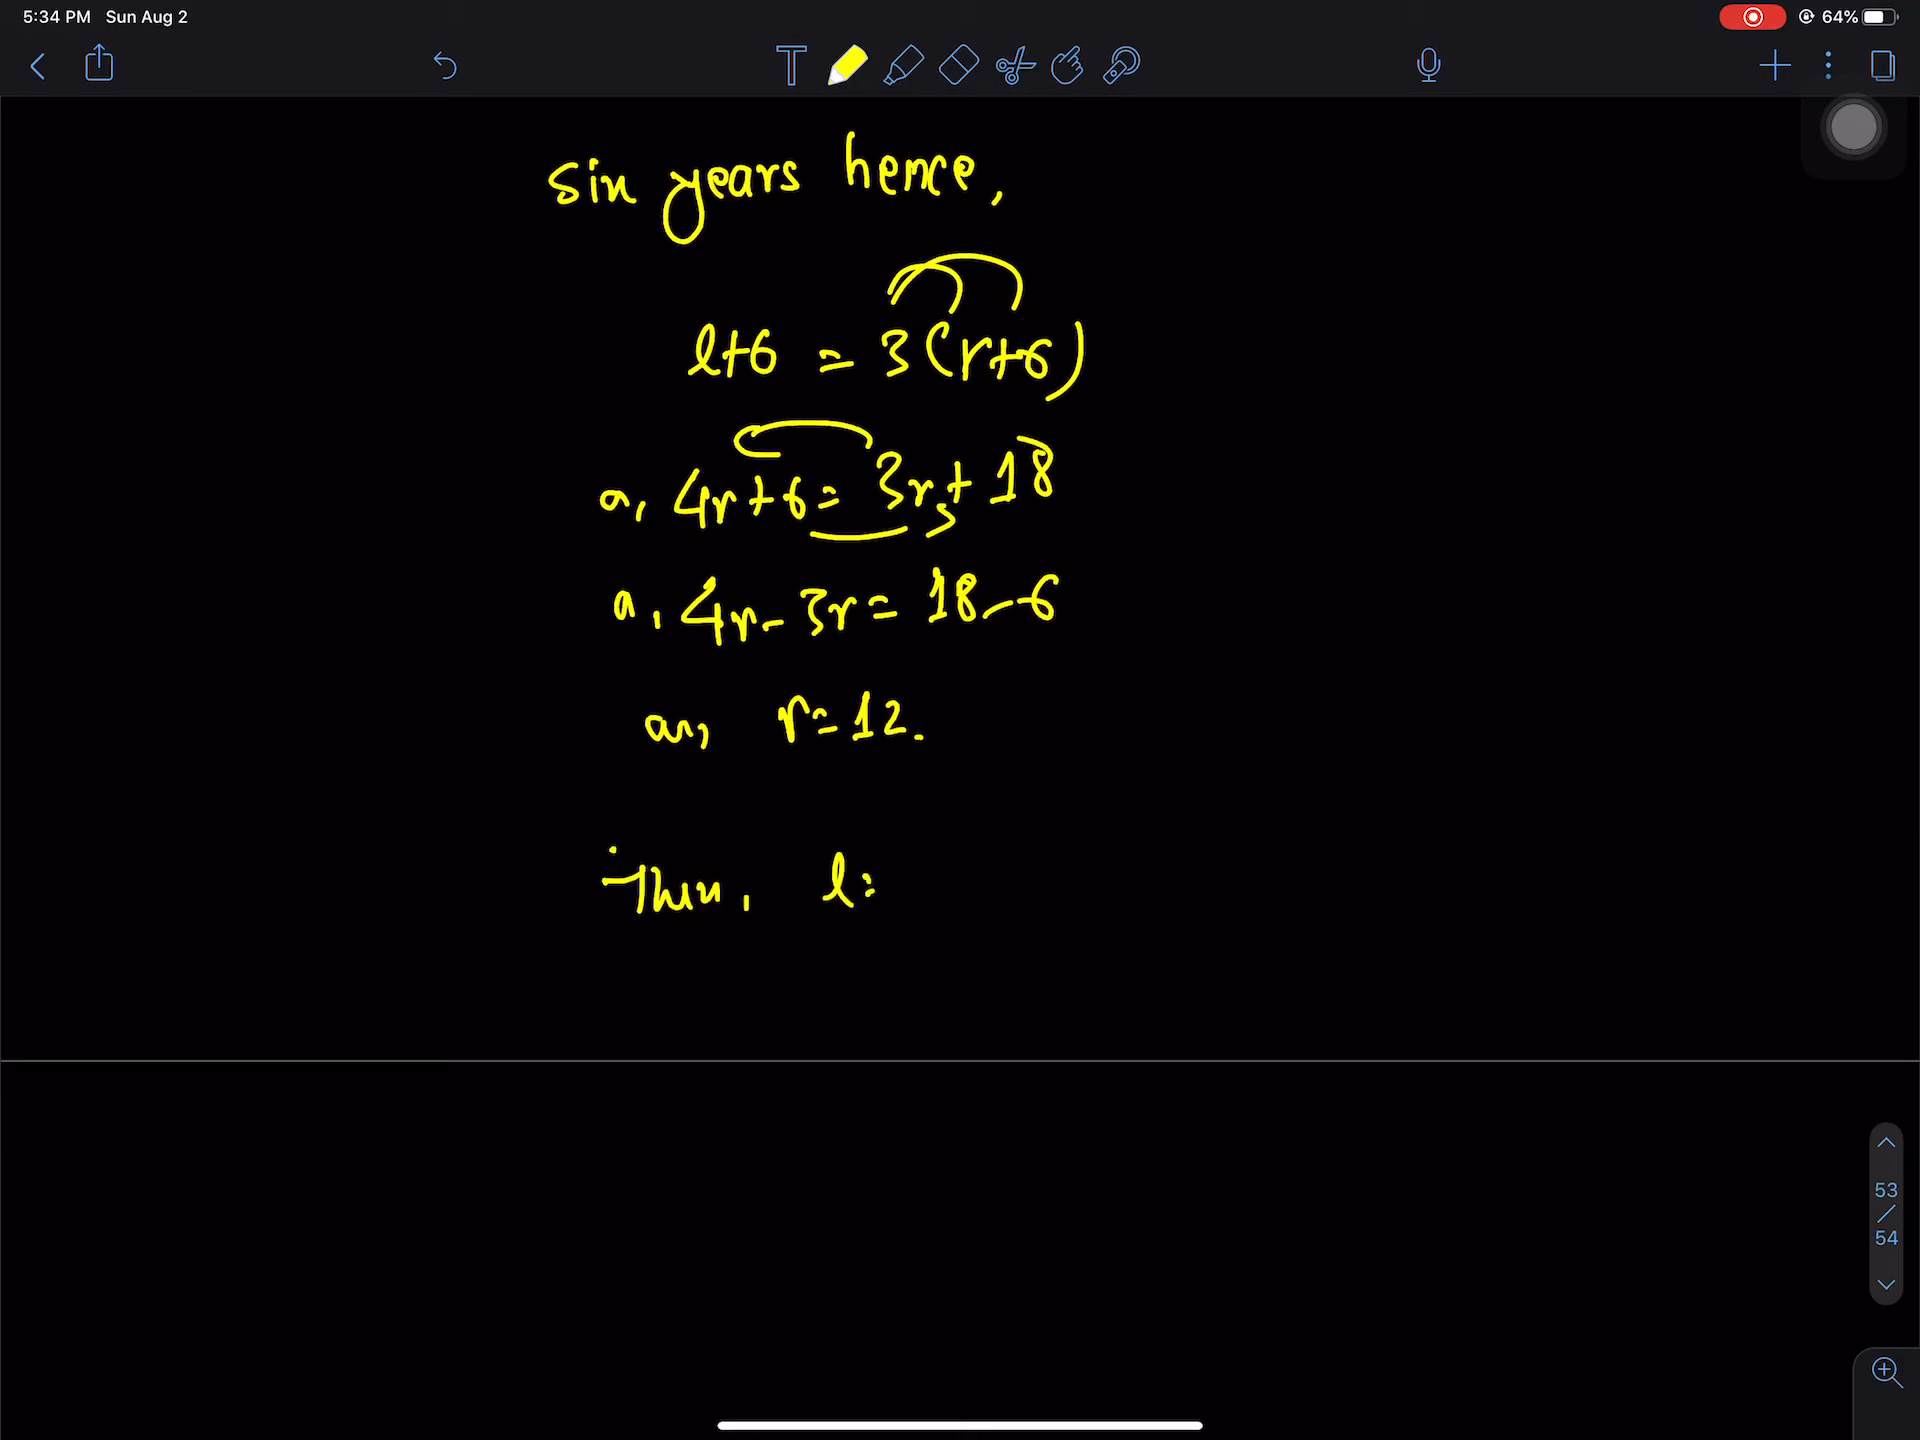 5:34 PM Sun Aug 2
64%
T
Six years hence,
l+6 = 3(r+6)
or, 4r+6 = 3r+18
or, 4r-3r = 18-6
or, r=12.
Then, l=
53
/
54